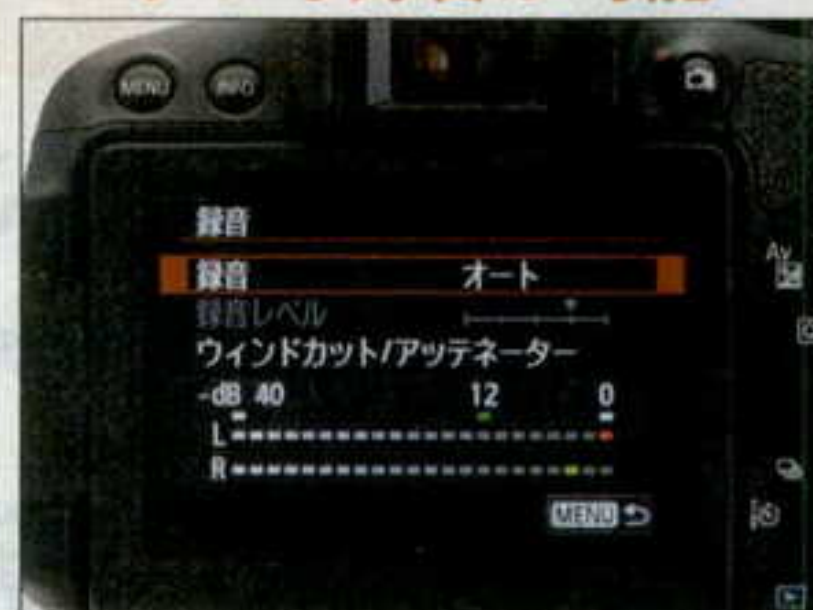 MENU INFO
録音
録音 オート
録音レベル
ウィンドカット/アッテネーター
-dB 40 12 0
L
R
MENU
Av
Q